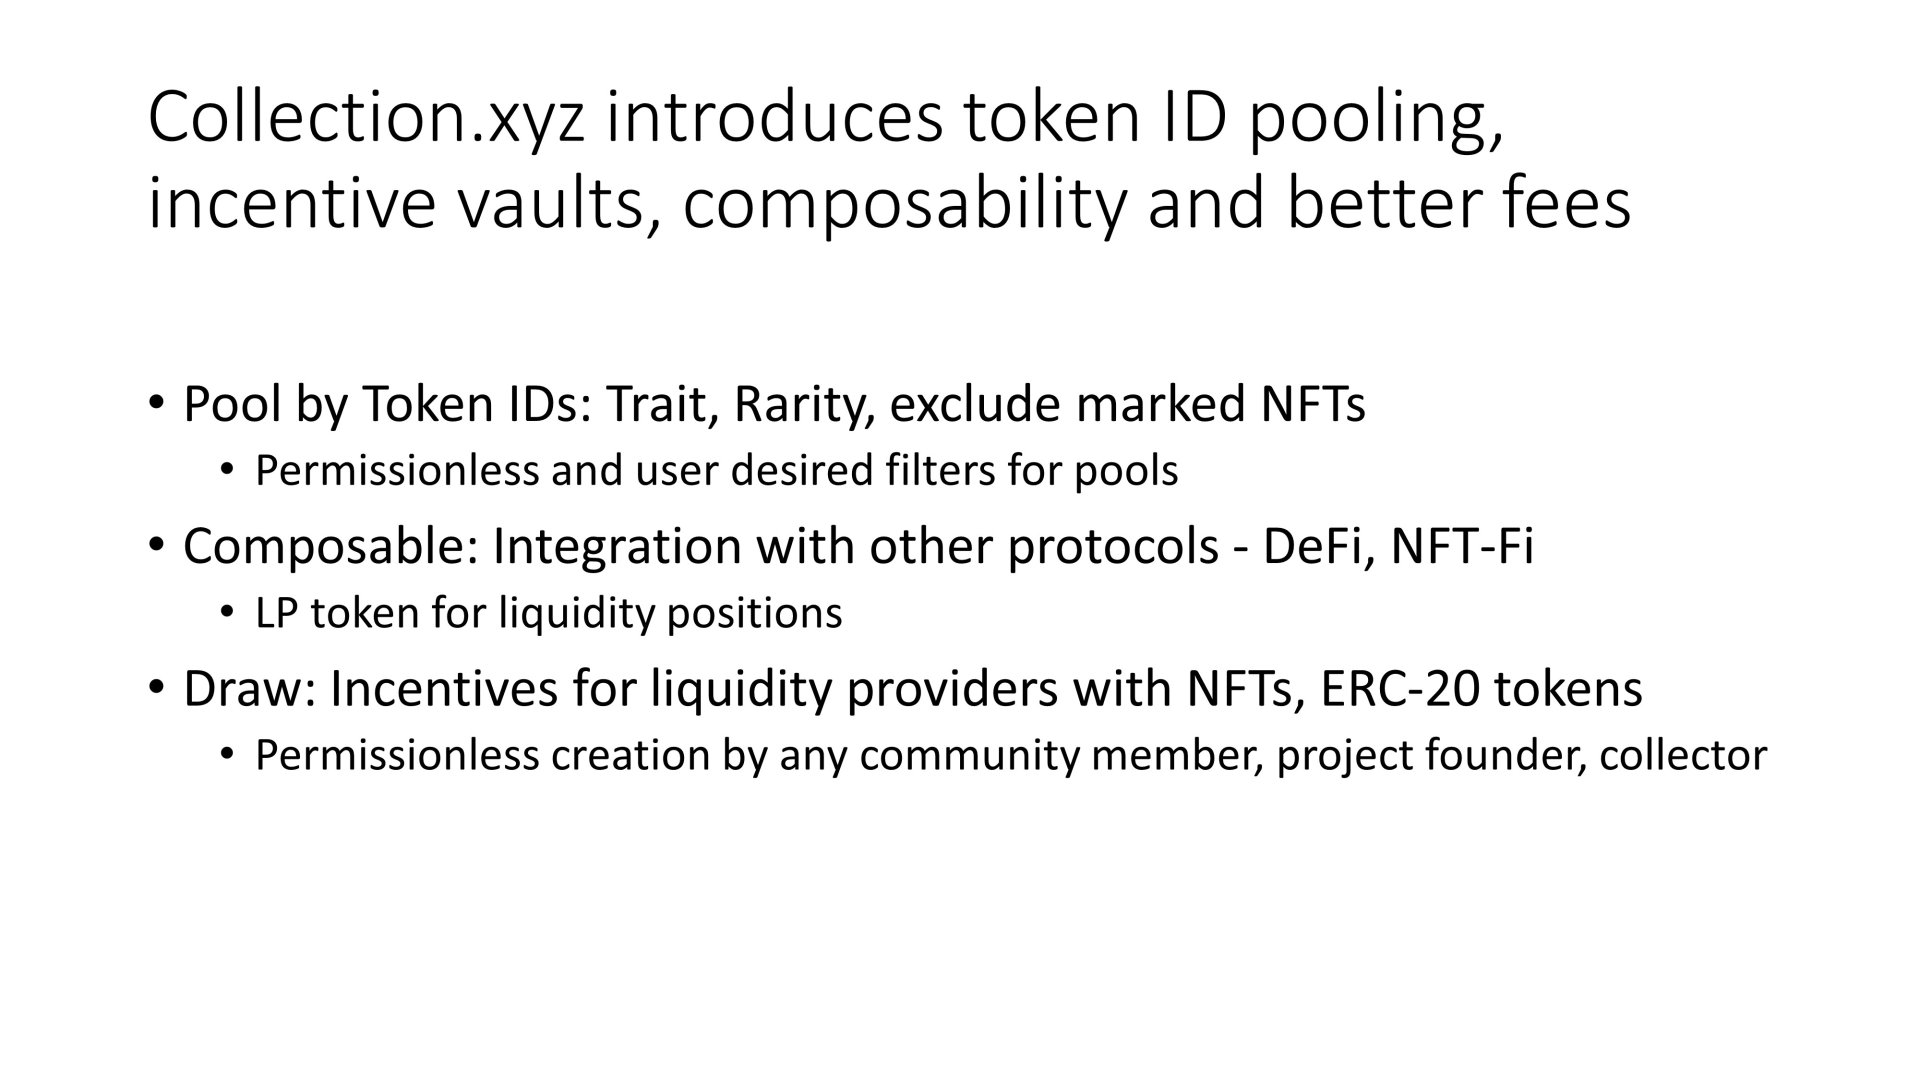 Collection.xyz introduces token ID pooling,
incentive vaults, composability and better fees
• Pool by Token IDs: Trait, Rarity, exclude marked NFTs
• Permissionless and user desired filters for pools
• Composable: Integration with other protocols - DeFi, NFT-Fi
• LP token for liquidity positions
• Draw: Incentives for liquidity providers with NFTs, ERC-20 tokens
• Permissionless creation by any community member, project founder, collector